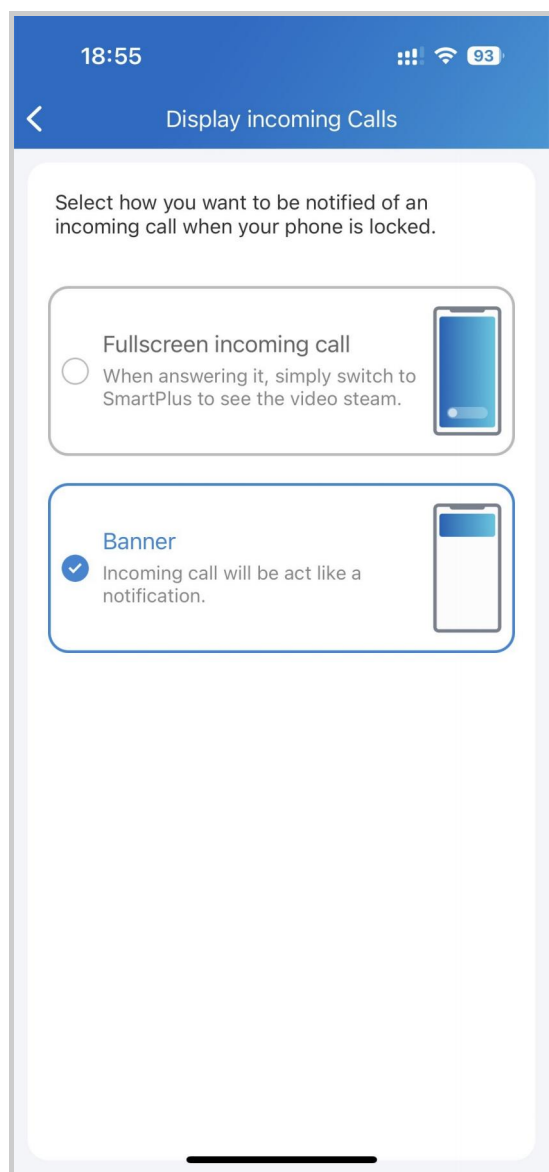 18:55
93
Display incoming Calls
Select how you want to be notified of an
incoming call when your phone is locked.
Fullscreen incoming call
When answering it, simply switch to
SmartPlus to see the video steam.
Banner
Incoming call will be act like a
notification.